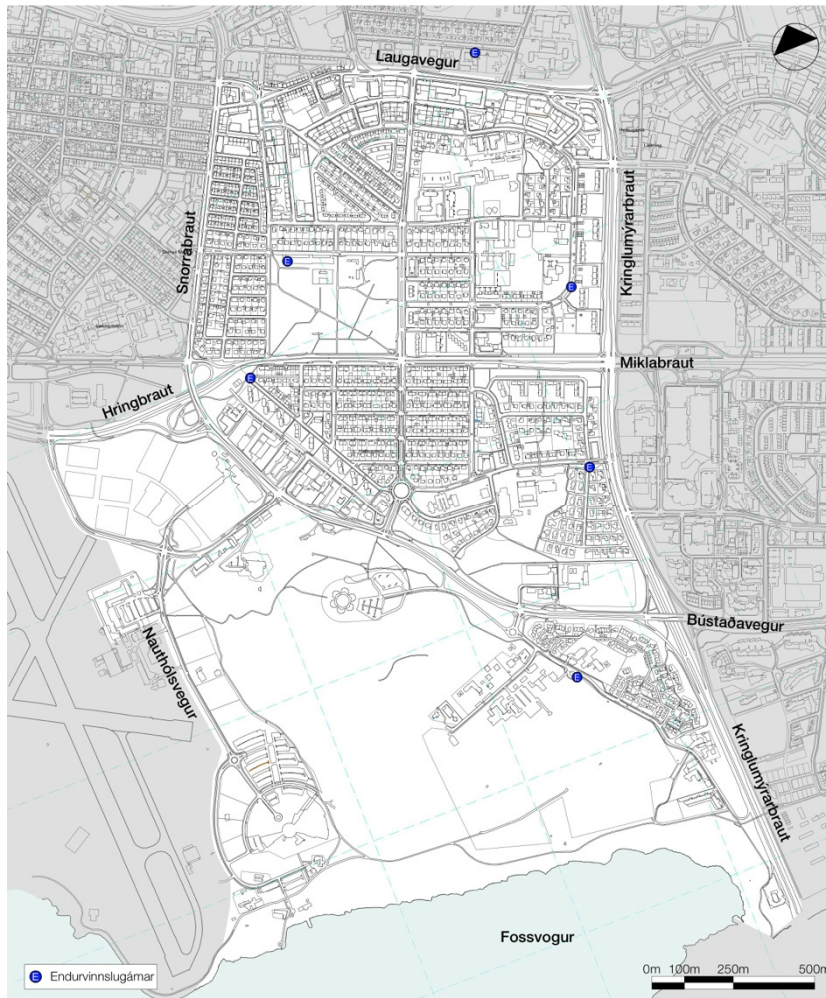 Laugavegur
E
Snorrabraut
Kringlumýrarbraut
E
E
Miklabraut
E
Hringbraut
E
Bústaðavegur
Nauthólsvegur
E
Kringlumýrarbraut
Fossvogur
E Endurvinnslugámar
0m 100m 250m 500m